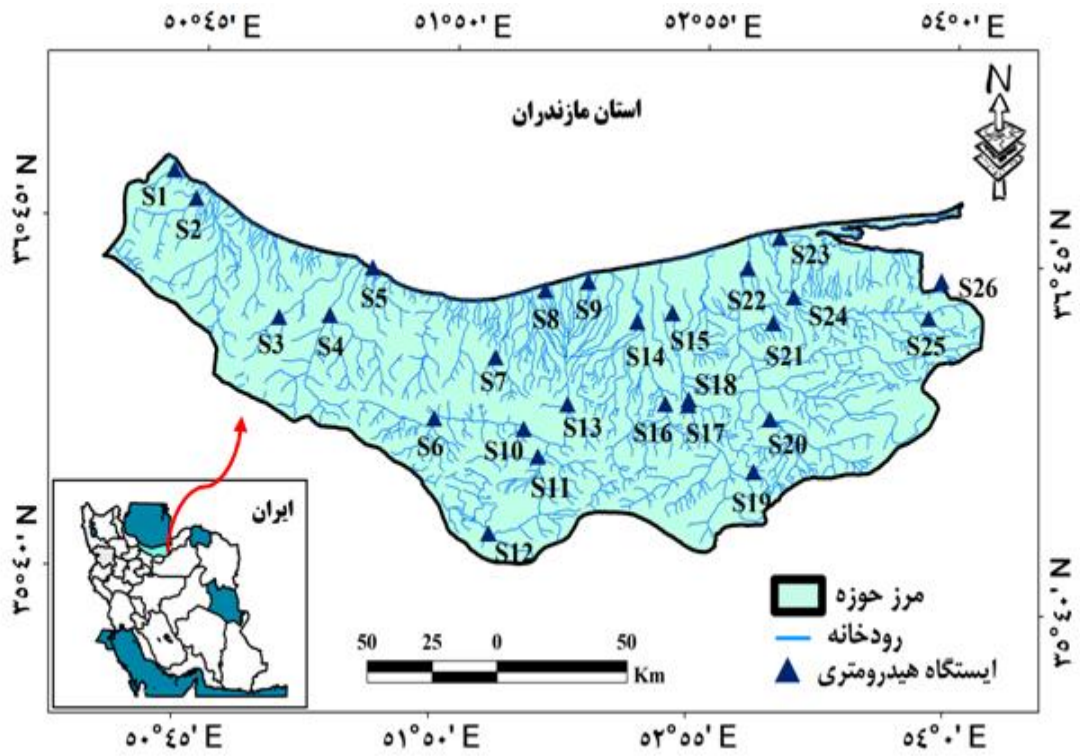 ۵۰°۴۵' E
۵۱°۵۰' E
۵۲°۵۵' E
۵۴°۰' E
استان مازندران
N
۳۶°۴۵' N
۳۶°۴۵' N
S1
S2
S3
S4
S5
S6
S7
S8
S9
S10
S11
S12
S13
S14
S15
S16
S17
S18
S19
S20
S21
S22
S23
S24
S25
S26
۳۵°۴۰' N
۳۵°۴۰' N
ایران
مرز حوزه
رودخانه
ایستگاه هیدرومتری
50 25 0 50
Km
۵۰°۴۵' E
۵۱°۵۰' E
۵۲°۵۵' E
۵۴°۰' E